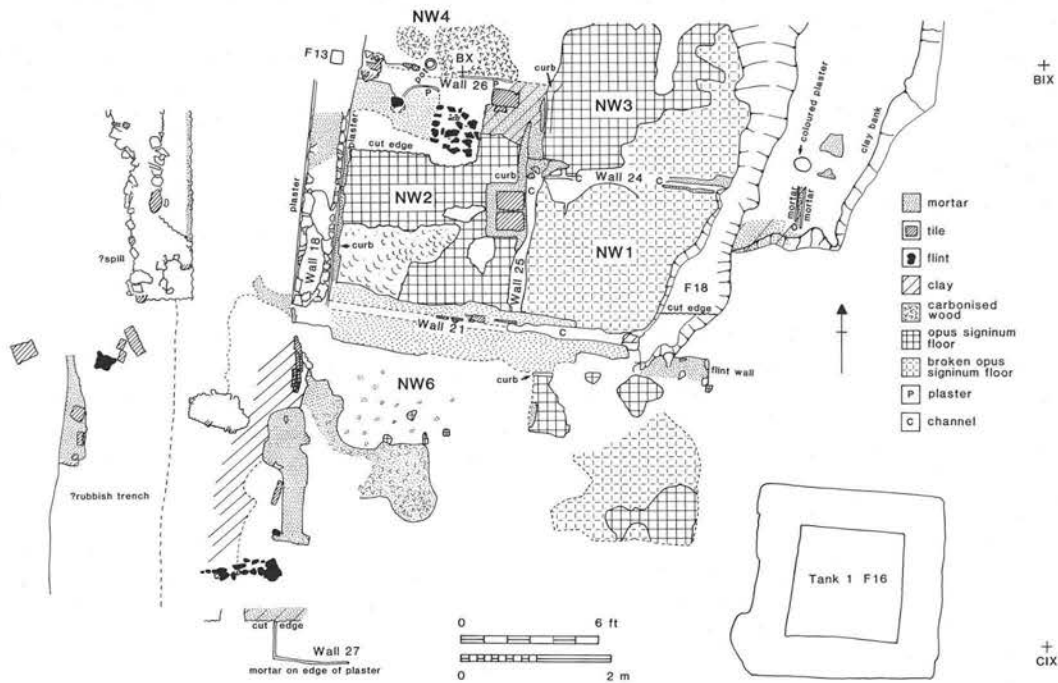 NW4
F13
BX
curb
Wall 26
P
P
NW3
BIX
coloured plaster
clay bank
plaster
plaster
cut edge
curb
C
Wall 24
C
C
NW2
mortar
mortar
NW1
curb
Wall 18
Wall 25
?spill
F18
cut edge
Wall 21
C
flint wall
NW6
curb
mortar
tile
flint
clay
carbonised
wood
opus signinum
floor
broken opus
signinum floor
P plaster
C channel
?rubbish trench
Tank 1 F16
cut edge
Wall 27
mortar on edge of plaster
0 6 ft
0 2 m
CIX